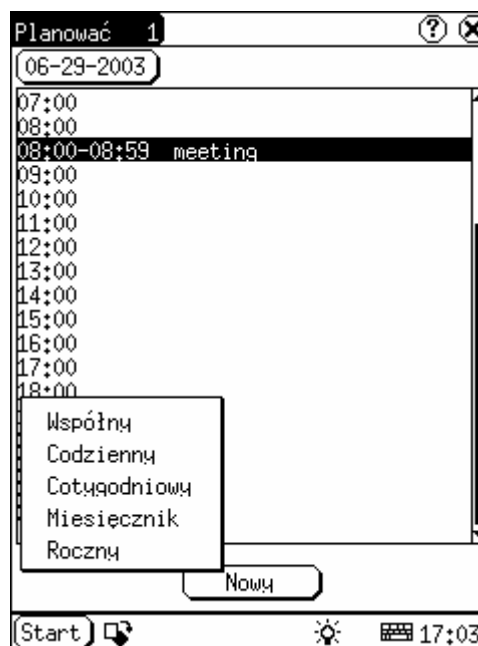 Planować 1
?
06-29-2003
07:00
08:00
08:00-08:59 meeting
09:00
10:00
11:00
12:00
13:00
14:00
15:00
16:00
17:00
18:00
Wspólny
Codzienny
Cotygodniowy
Miesięcznik
Roczny
Nowy
Start 17:03